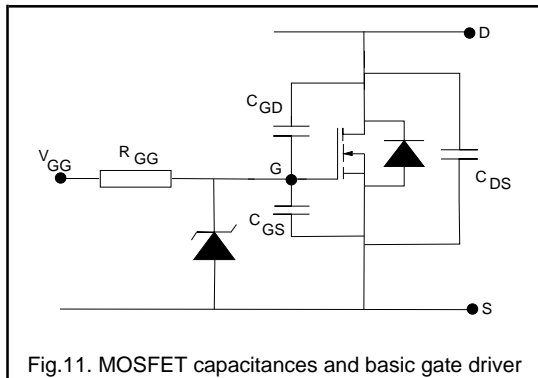 D
C GD
V GG
R GG
G
C DS
C GS
S
Fig.11. MOSFET capacitances and basic gate driver